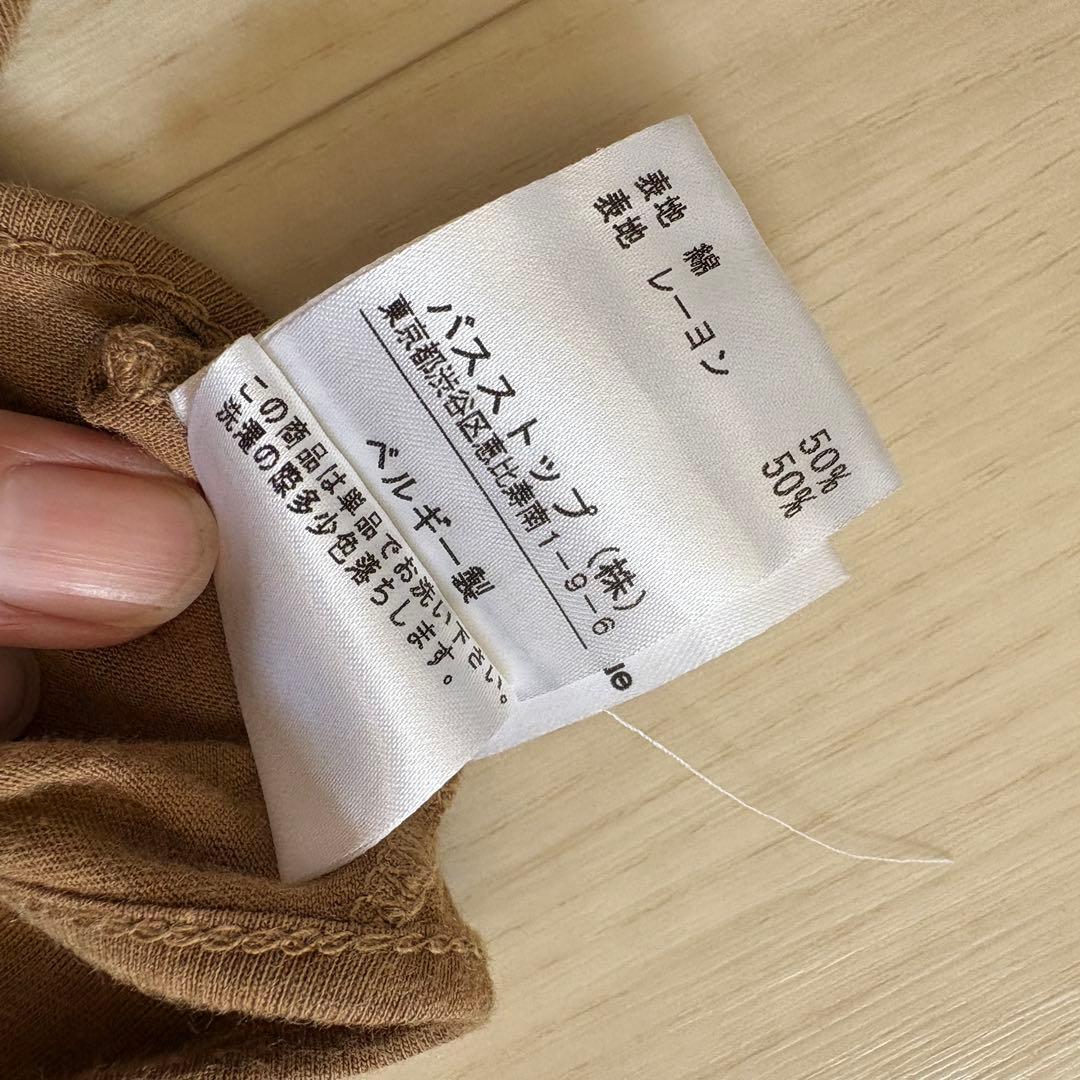 表地 綿 50%
表地 レーヨン 50%
バスストップ (株)
東京都渋谷区恵比寿南1-9-6
ベルギー製
この商品は単品でお洗い下さい。
洗濯の際多少色落ちします。